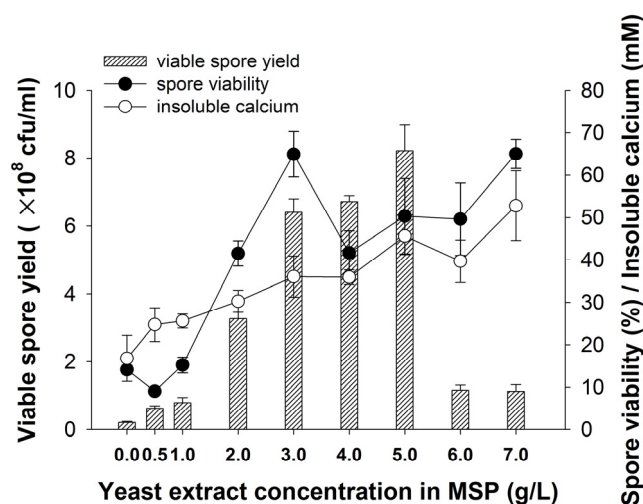 viable spore yield
spore viability
insoluble calcium
Viable spore yield ( ×10⁸ cfu/ml)
10
8
6
4
2
0
80
70
60
50
40
30
20
10
0
Spore viability (%) / Insoluble calcium (mM)
0.0 0.5 1.0 2.0 3.0 4.0 5.0 6.0 7.0
Yeast extract concentration in MSP (g/L)